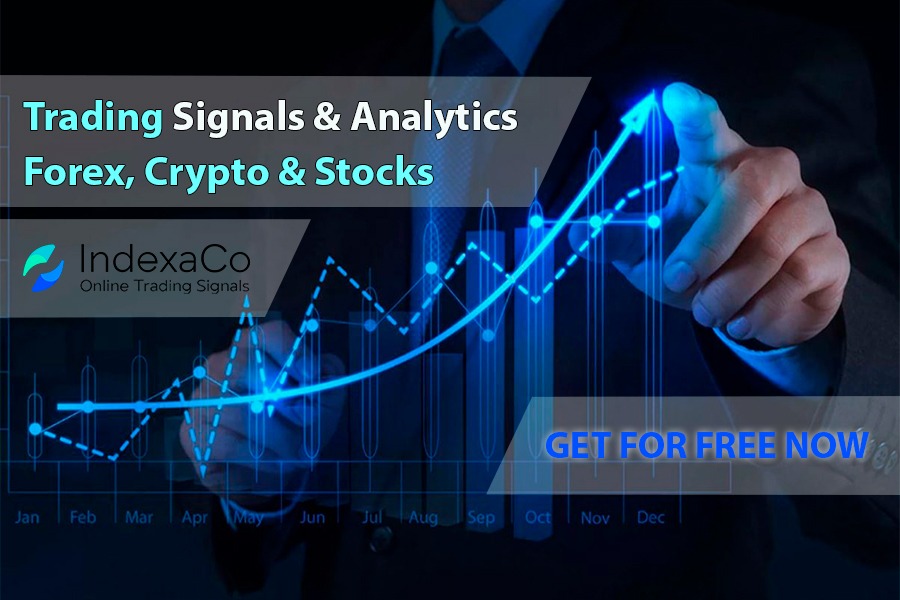 Trading Signals & Analytics
Forex, Crypto & Stocks
IndexaCo
Online Trading Signals
GET FOR FREE NOW
Jan Feb Mar Apr May Jun Jul Aug Sep Oct Nov Dec